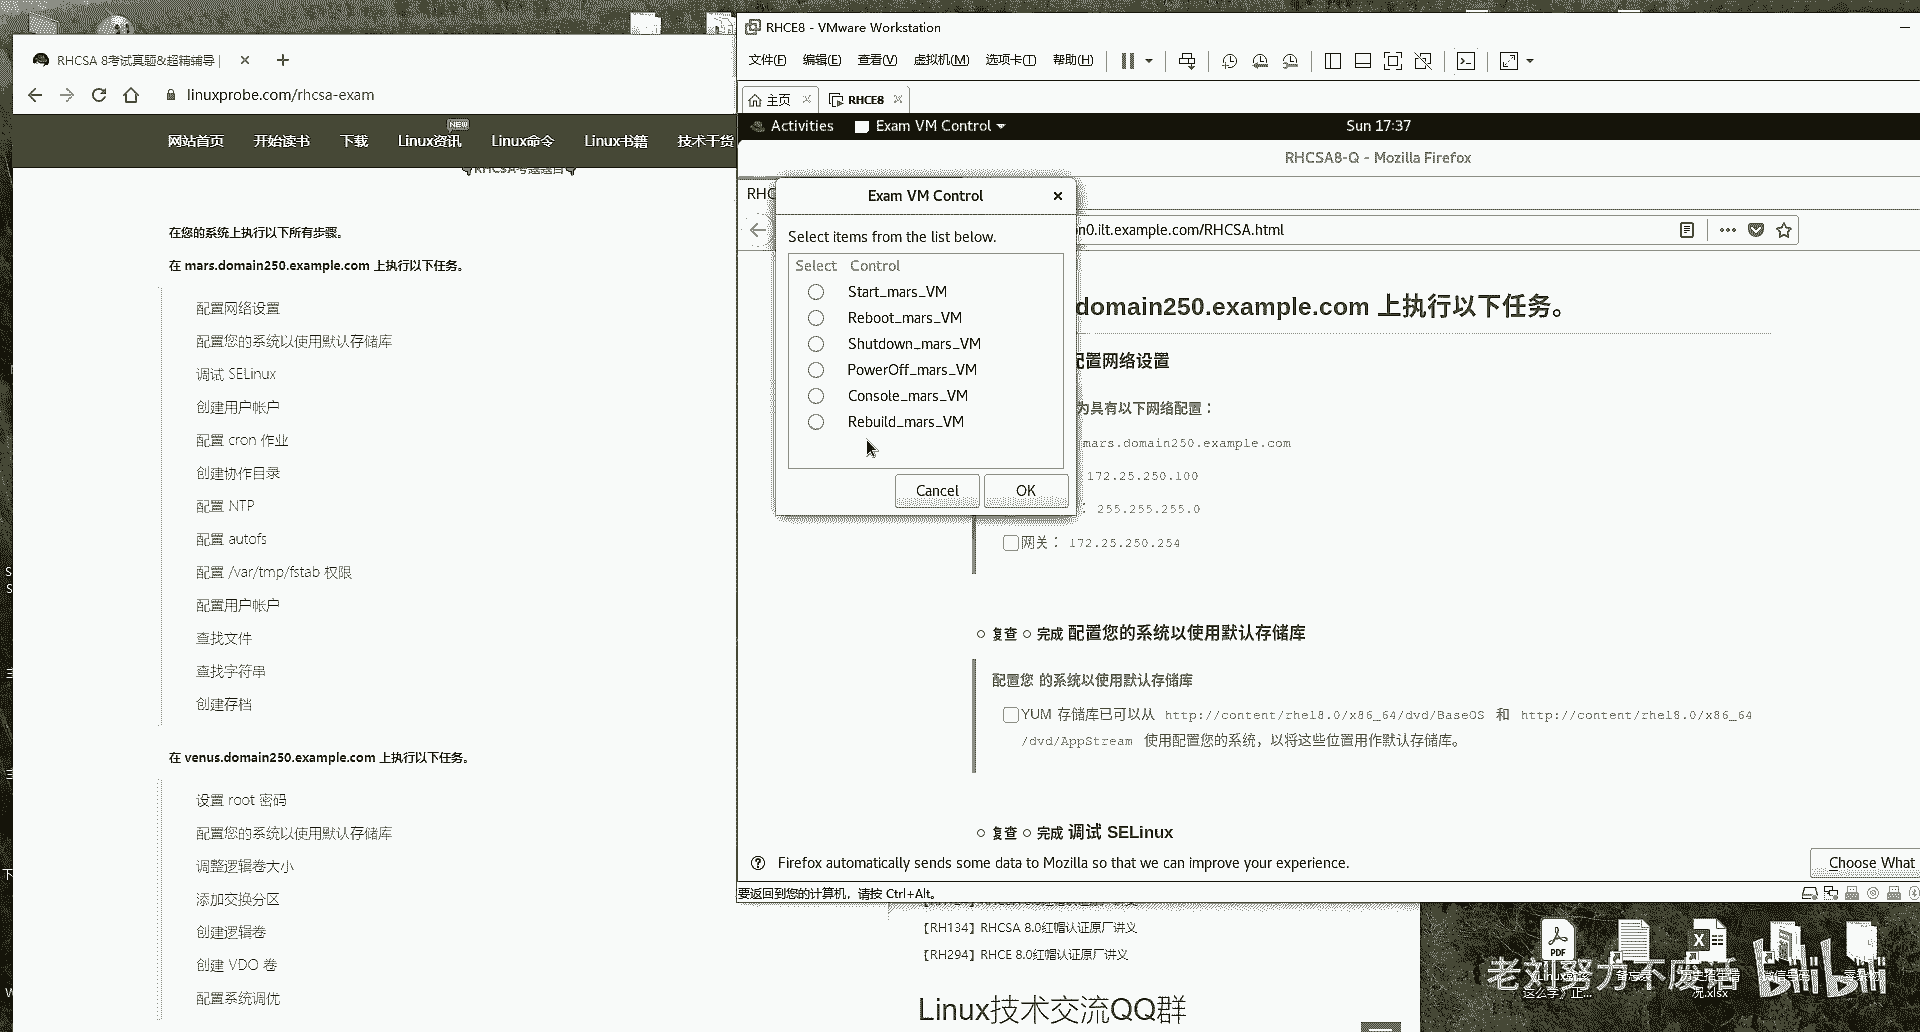 RHCSA 8考试真题&超精辅导 |
linuxprobe.com/rhcsa-exam
网站首页 开始读书 下载 Linux资讯 NEW Linux命令 Linux书籍 技术干货
RHCSA考题题目
在您的系统上执行以下所有步骤。
在 mars.domain250.example.com 上执行以下任务。
配置网络设置
配置您的系统以使用默认存储库
调试 SELinux
创建用户帐户
配置 cron 作业
创建协作目录
配置 NTP
配置 autofs
配置 /var/tmp/fstab 权限
配置用户帐户
查找文件
查找字符串
创建存档
在 venus.domain250.example.com 上执行以下任务。
设置 root 密码
配置您的系统以使用默认存储库
调整逻辑卷大小
添加交换分区
创建逻辑卷
创建 VDO 卷
配置系统调优
RHCE8 - VMware Workstation
文件(F) 编辑(E) 查看(V) 虚拟机(M) 选项卡(T) 帮助(H)
主页 RHCE8
Activities Exam VM Control Sun 17:37
RHCSA8-Q - Mozilla Firefox
RHC
n0.ilt.example.com/RHCSA.html
Exam VM Control
Select items from the list below.
Select Control
Start_mars_VM
Reboot_mars_VM
Shutdown_mars_VM
PowerOff_mars_VM
Console_mars_VM
Rebuild_mars_VM
Cancel OK
domain250.example.com 上执行以下任务。
配置网络设置
为具有以下网络配置：
mars.domain250.example.com
172.25.250.100
： 255.255.255.0
网关： 172.25.250.254
复查 完成 配置您的系统以使用默认存储库
配置您 的系统以使用默认存储库
YUM 存储库已可以从 http://content/rhel8.0/x86_64/dvd/BaseOS 和 http://content/rhel8.0/x86_64
/dvd/AppStream 使用配置您的系统，以将这些位置用作默认存储库。
复查 完成 调试 SELinux
Firefox automatically sends some data to Mozilla so that we can improve your experience.
Choose What
要返回到您的计算机，请按 Ctrl+Alt。
【RH134】RHCSA 8.0红帽认证原厂讲义
【RH294】RHCE 8.0红帽认证原厂讲义
Linux技术交流QQ群
PDF
老刘努力不废话 bilibili